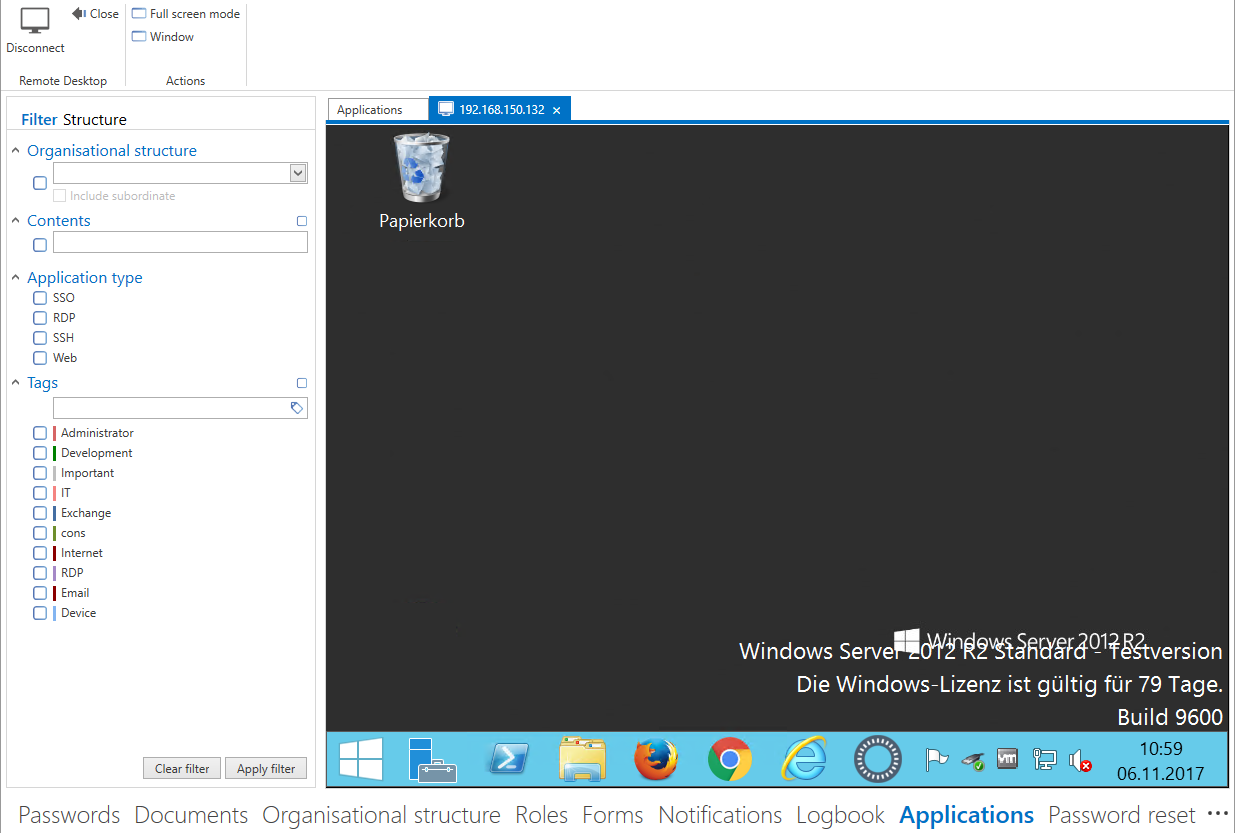 Close
Full screen mode
Window
Disconnect
Remote Desktop
Actions
Filter Structure
Organisational structure
Include subordinate
Contents
Application type
SSO
RDP
SSH
Web
Tags
Administrator
Development
Important
IT
Exchange
cons
Internet
RDP
Email
Device
Clear filter
Apply filter
Applications
192.168.150.132
Papierkorb
Windows Server 2012 R2
Windows Server 2012 R2 Standard - Testversion
Die Windows-Lizenz ist gültig für 79 Tage.
Build 9600
vm
10:59
06.11.2017
Passwords Documents Organisational structure Roles Forms Notifications Logbook Applications Password reset ···